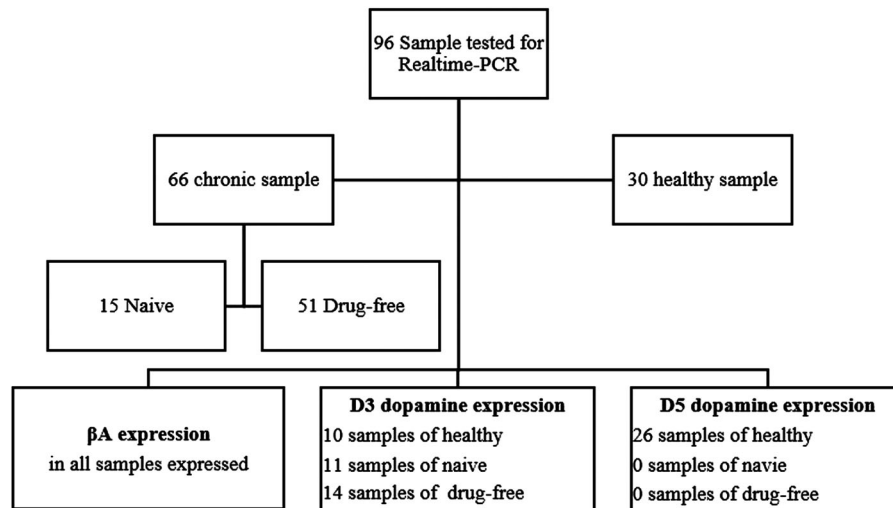 96 Sample tested for
Realtime-PCR
66 chronic sample
30 healthy sample
15 Naive
51 Drug-free
βA expression
in all samples expressed
D3 dopamine expression
10 samples of healthy
11 samples of naive
14 samples of drug-free
D5 dopamine expression
26 samples of healthy
0 samples of navie
0 samples of drug-free